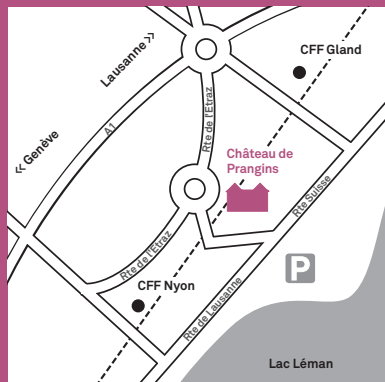 CFF Gland
Lausanne >>
Rte de l'Etraz
A1
<< Genève
Château de
Prangins
Rte Suisse
Rte de l'Etraz
P
CFF Nyon
Rte de Lausanne
Lac Léman